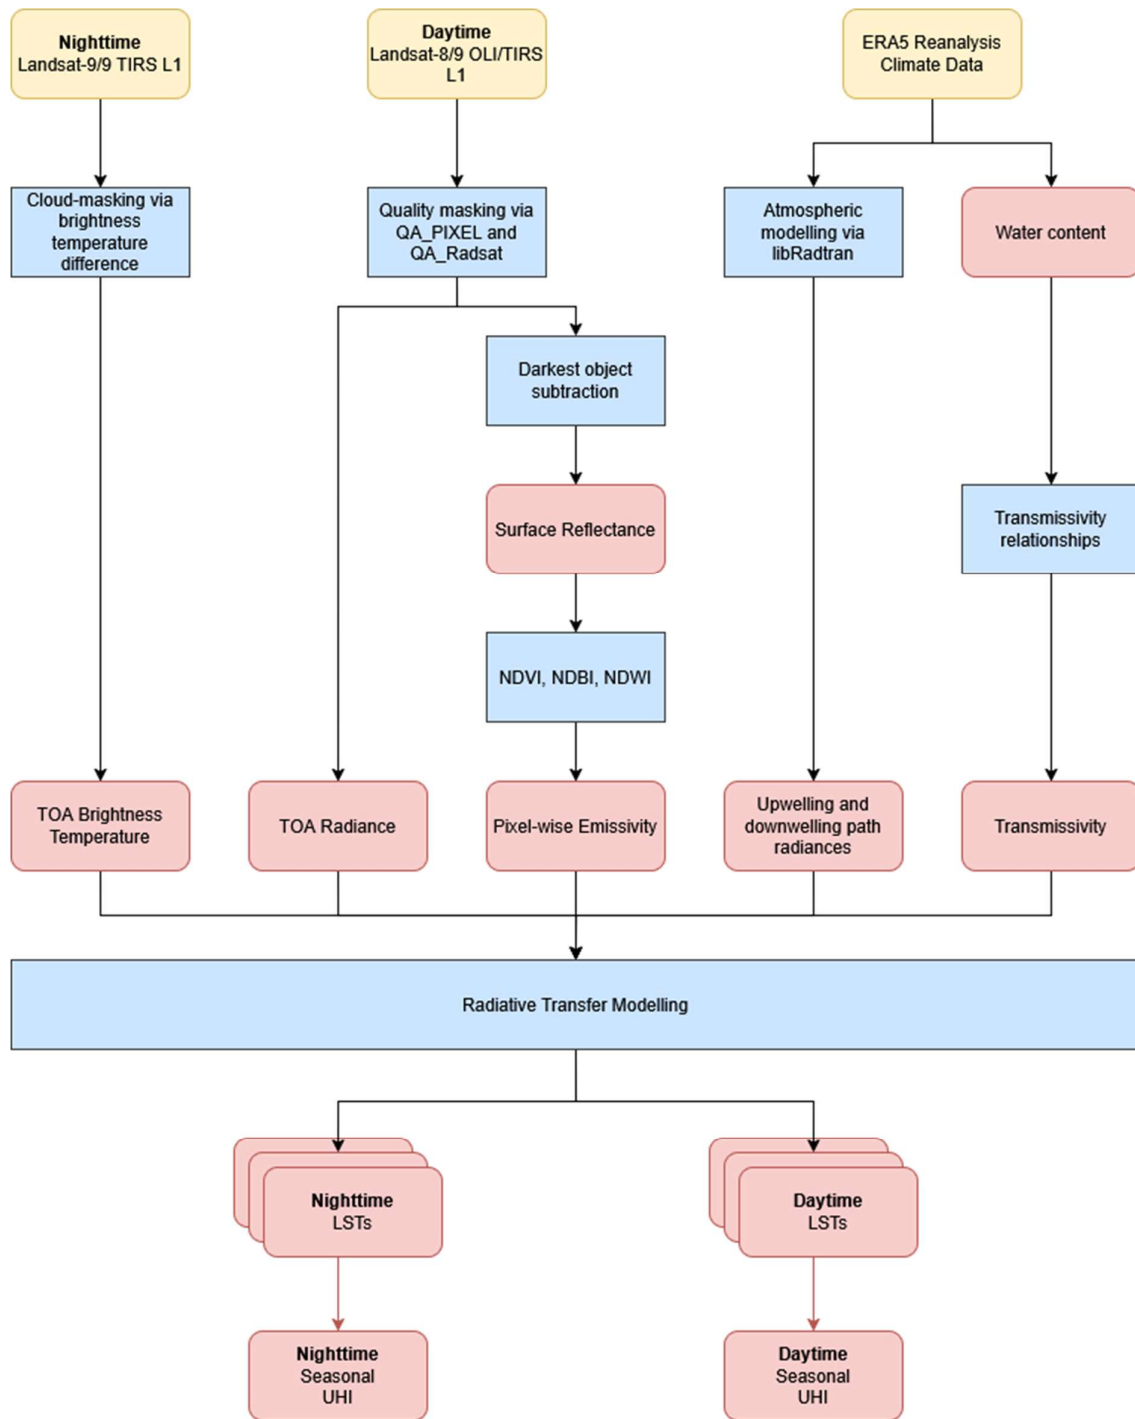 Nighttime
Landsat-9/9 TIRS L1
Daytime
Landsat-8/9 OLI/TIRS
L1
ERA5 Reanalysis
Climate Data
Cloud-masking via
brightness
temperature
difference
Quality masking via
QA_PIXEL and
QA_Radsat
Atmospheric
modelling via
libRadtran
Water content
Darkest object
subtraction
Surface Reflectance
Transmissivity
relationships
NDVI, NDBI, NDWI
TOA Brightness
Temperature
TOA Radiance
Pixel-wise Emissivity
Upwelling and
downwelling path
radiances
Transmissivity
Radiative Transfer Modelling
Nighttime
LSTs
Daytime
LSTs
Nighttime
Seasonal
UHI
Daytime
Seasonal
UHI